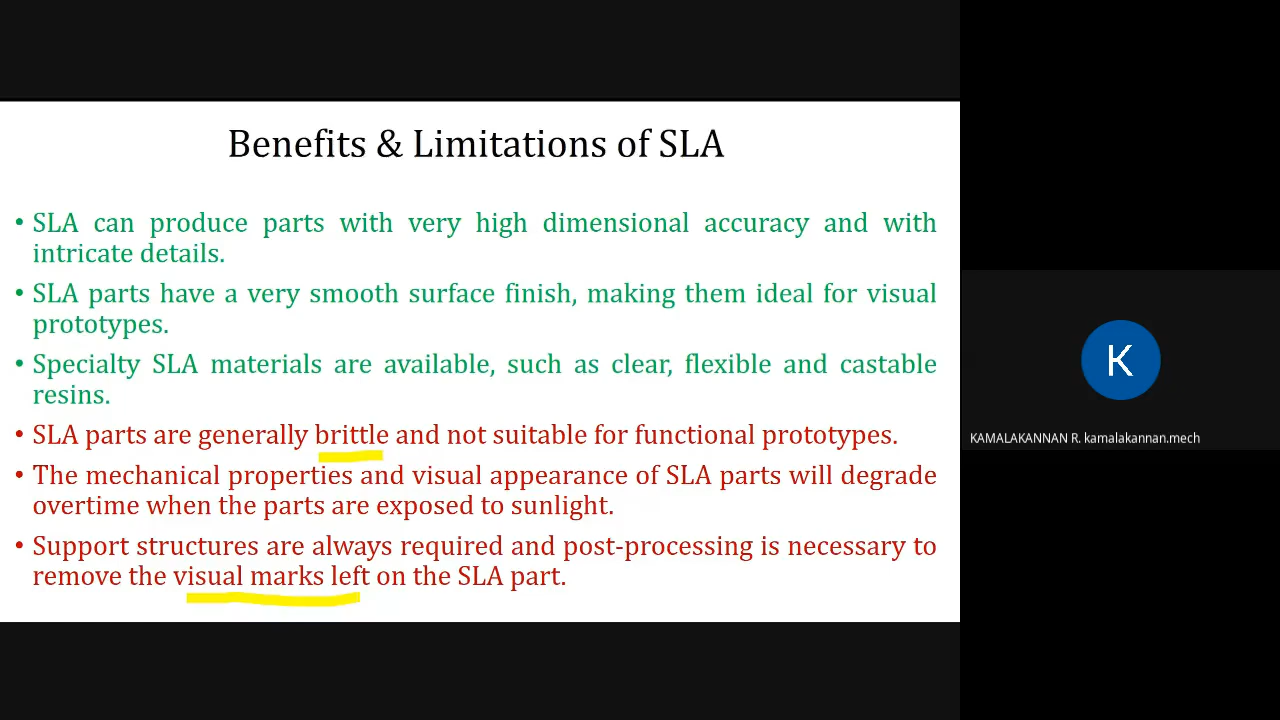 Benefits & Limitations of SLA
• SLA can produce parts with very high dimensional accuracy and with
intricate details.
• SLA parts have a very smooth surface finish, making them ideal for visual
prototypes.
• Specialty SLA materials are available, such as clear, flexible and castable
resins.
• SLA parts are generally brittle and not suitable for functional prototypes.
• The mechanical properties and visual appearance of SLA parts will degrade
overtime when the parts are exposed to sunlight.
• Support structures are always required and post-processing is necessary to
remove the visual marks left on the SLA part.
K
KAMALAKANNAN R. kamalakannan.mech